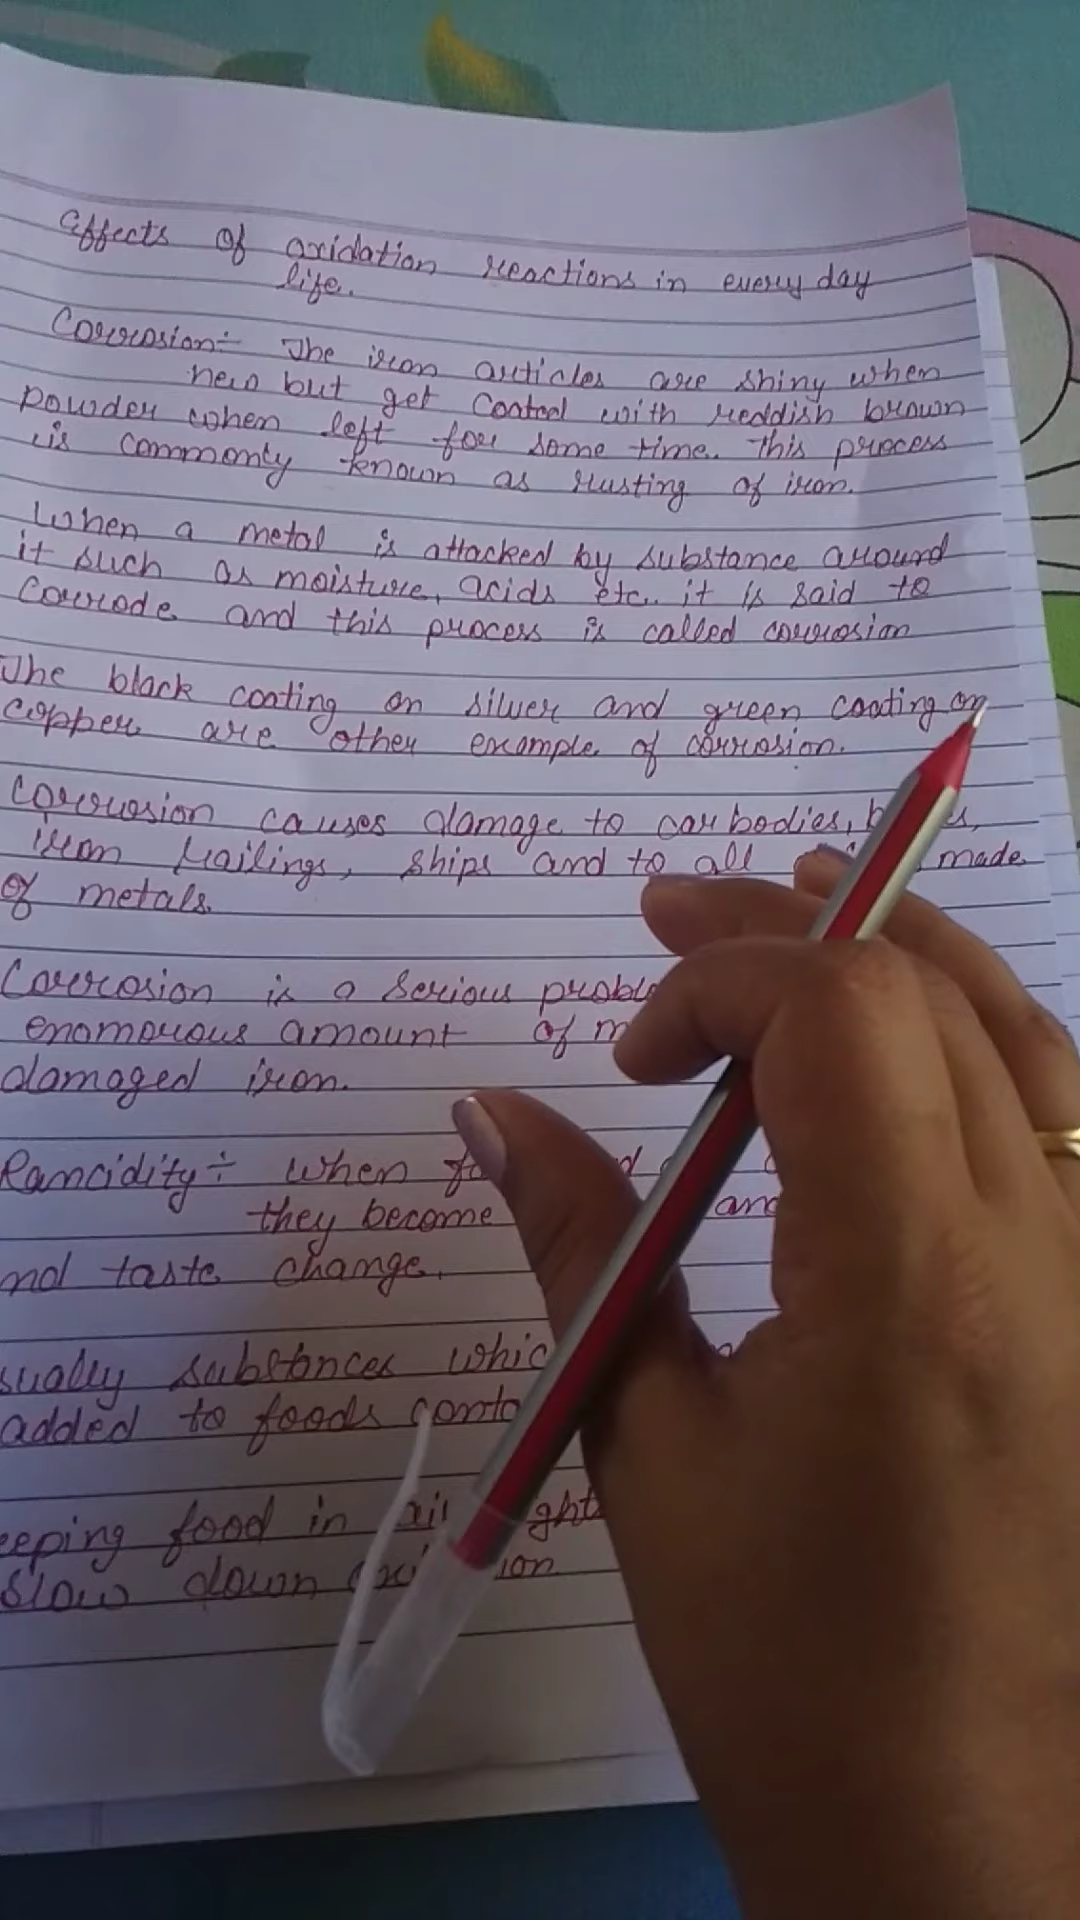 Effects of oxidation reactions in every day
life.
Corrosion÷ The iron articles are shiny when
new but get coated with reddish brown
powder when left for some time. This process
is commonly known as rusting of iron.
When a metal is attacked by substance around
it such as moisture, acids etc. it is said to
corrode and this process is called corrosion
The black coating on silver and green coating on
copper are other example of corrosion.
Corrosion causes damage to car bodies,
iron railings, ships and to all made
of metals.
Corrosion is a serious
enomorous amount of
damaged iron.
Rancidity÷ when
they become and
taste change.
substances
added to foods
food in
slow down